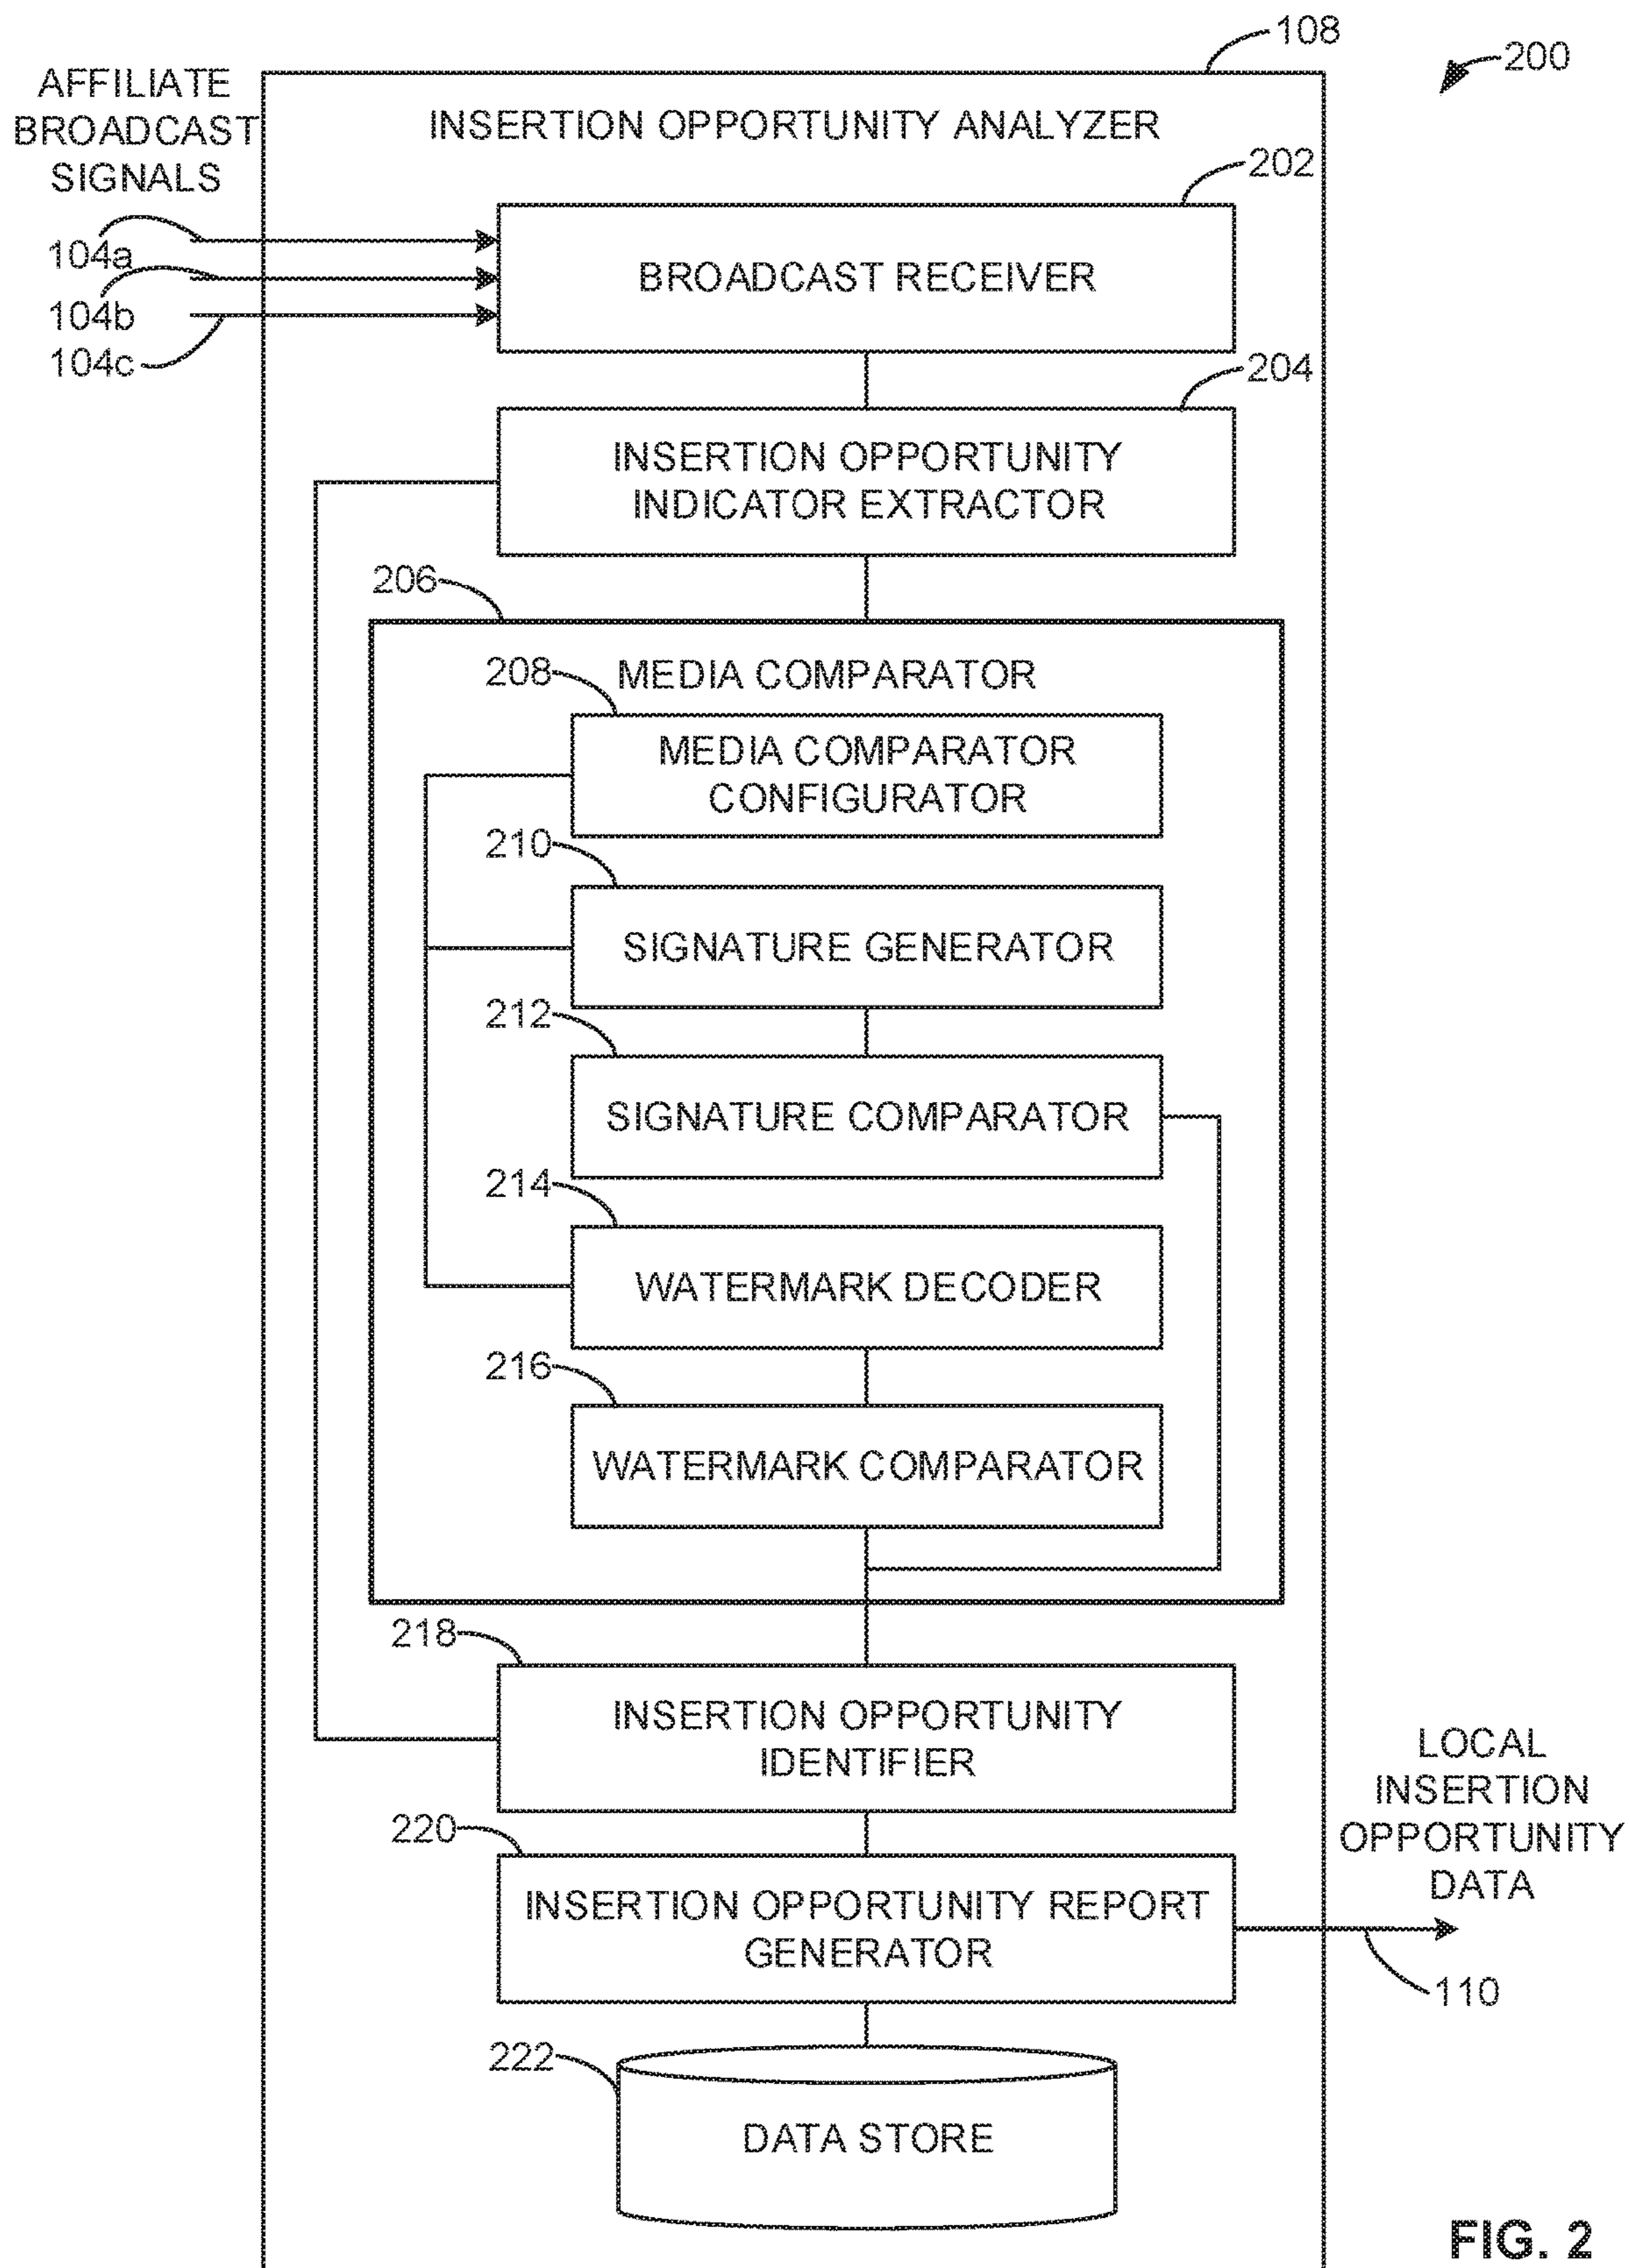 108
200
AFFILIATE
BROADCAST
SIGNALS
INSERTION OPPORTUNITY ANALYZER
202
104a
104b
104c
BROADCAST RECEIVER
204
INSERTION OPPORTUNITY
INDICATOR EXTRACTOR
206
MEDIA COMPARATOR
208
MEDIA COMPARATOR
CONFIGURATOR
210
SIGNATURE GENERATOR
212
SIGNATURE COMPARATOR
214
WATERMARK DECODER
216
WATERMARK COMPARATOR
218
INSERTION OPPORTUNITY
IDENTIFIER
LOCAL
INSERTION
OPPORTUNITY
DATA
220
INSERTION OPPORTUNITY REPORT
GENERATOR
110
222
DATA STORE
FIG. 2